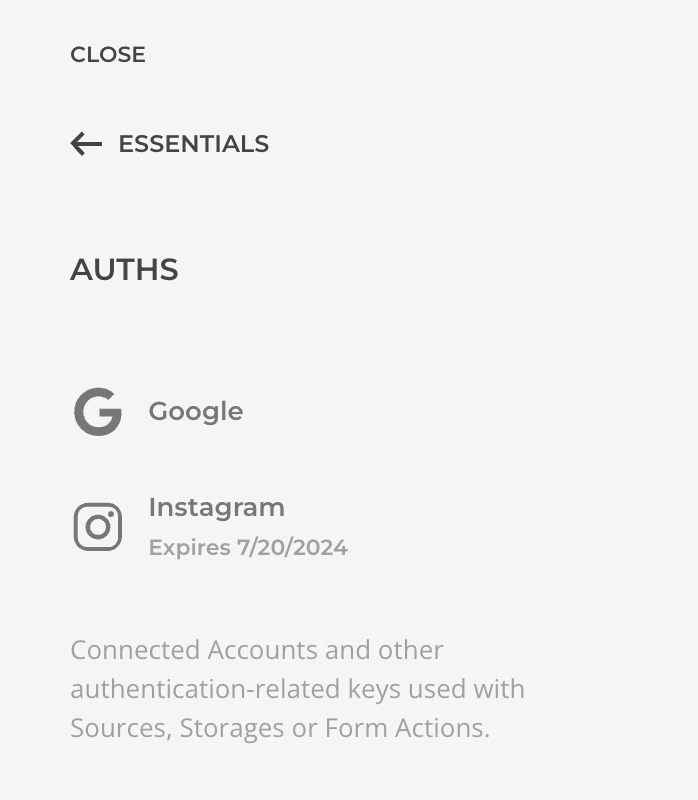 CLOSE
ESSENTIALS
AUTHS
Google
Instagram
Expires 7/20/2024
Connected Accounts and other
authentication-related keys used with
Sources, Storages or Form Actions.